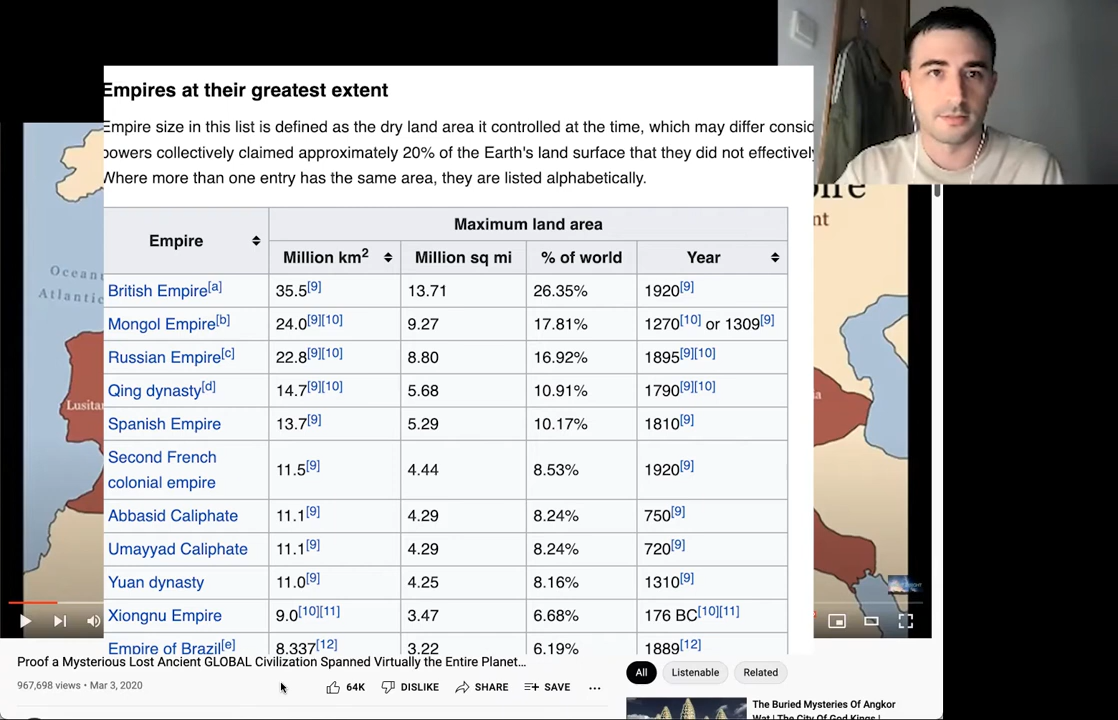 Empires at their greatest extent
Empire size in this list is defined as the dry land area it controlled at the time, which may differ consid
powers collectively claimed approximately 20% of the Earth's land surface that they did not effectively
Where more than one entry has the same area, they are listed alphabetically.
Empire Maximum land area
Million km2 Million sq mi % of world Year
British Empire[a] 35.5[9] 13.71 26.35% 1920[9]
Mongol Empire[b] 24.0[9][10] 9.27 17.81% 1270[10] or 1309[9]
Russian Empire[c] 22.8[9][10] 8.80 16.92% 1895[9][10]
Qing dynasty[d] 14.7[9][10] 5.68 10.91% 1790[9][10]
Spanish Empire 13.7[9] 5.29 10.17% 1810[9]
Second French
colonial empire 11.5[9] 4.44 8.53% 1920[9]
Abbasid Caliphate 11.1[9] 4.29 8.24% 750[9]
Umayyad Caliphate 11.1[9] 4.29 8.24% 720[9]
Yuan dynasty 11.0[9] 4.25 8.16% 1310[9]
Xiongnu Empire 9.0[10][11] 3.47 6.68% 176 BC[10][11]
Empire of Brazil[e] 8.337[12] 3.22 6.19% 1889[12]
Ocean
Atlantic
Lusita
nt
a
Proof a Mysterious Lost Ancient GLOBAL Civilization Spanned Virtually the Entire Planet...
967,698 views • Mar 3, 2020
64K DISLIKE SHARE SAVE ...
All Listenable Related
The Buried Mysteries Of Angkor
Wat | The City Of God Kings |